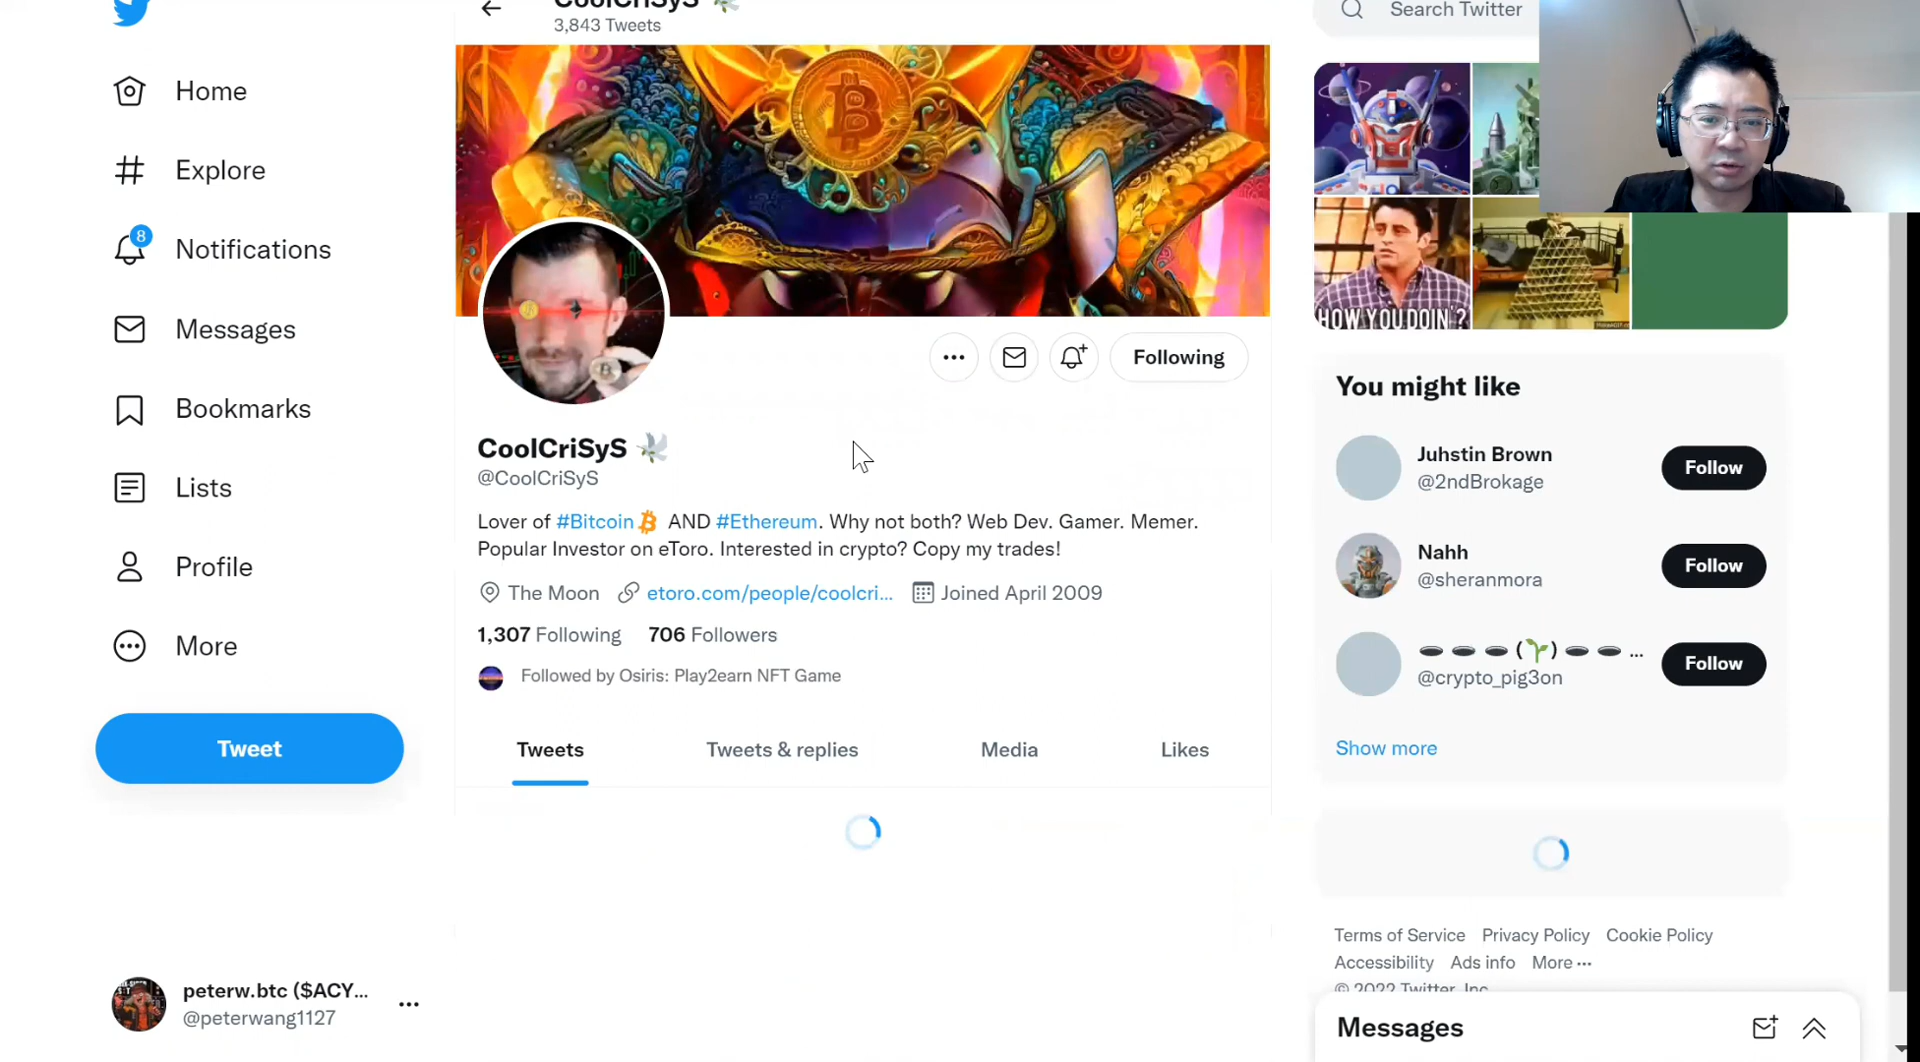 CoolCriSyS
3,843 Tweets
Search Twitter
Home
Explore
8
Notifications
Messages
Bookmarks
Lists
Profile
More
Tweet
peterw.btc ($ACY...
@peterwang1127
Following
CoolCriSyS
@CoolCriSyS
Lover of #Bitcoin AND #Ethereum. Why not both? Web Dev. Gamer. Memer.
Popular Investor on eToro. Interested in crypto? Copy my trades!
The Moon etoro.com/people/coolcri... Joined April 2009
1,307 Following 706 Followers
Followed by Osiris: Play2earn NFT Game
Tweets Tweets & replies Media Likes
HOW YOU DOIN'?
You might like
Juhstin Brown
@2ndBrokage
Follow
Nahh
@sheranmora
Follow
...
@crypto_pig3on
Follow
Show more
Terms of Service Privacy Policy Cookie Policy
Accessibility Ads info More ...
© 2022 Twitter, Inc.
Messages